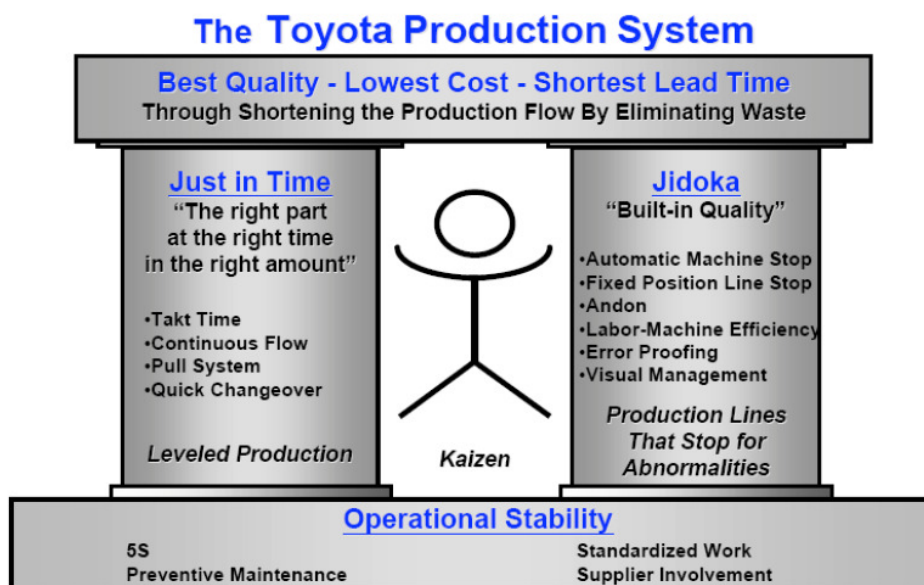 The Toyota Production System
Best Quality - Lowest Cost - Shortest Lead Time
Through Shortening the Production Flow By Eliminating Waste
Just in Time
“The right part
at the right time
in the right amount”
•Takt Time
•Continuous Flow
•Pull System
•Quick Changeover
Leveled Production
Kaizen
Jidoka
“Built-in Quality”
•Automatic Machine Stop
•Fixed Position Line Stop
•Andon
•Labor-Machine Efficiency
•Error Proofing
•Visual Management
Production Lines
That Stop for
Abnormalities
Operational Stability
5S
Preventive Maintenance
Standardized Work
Supplier Involvement